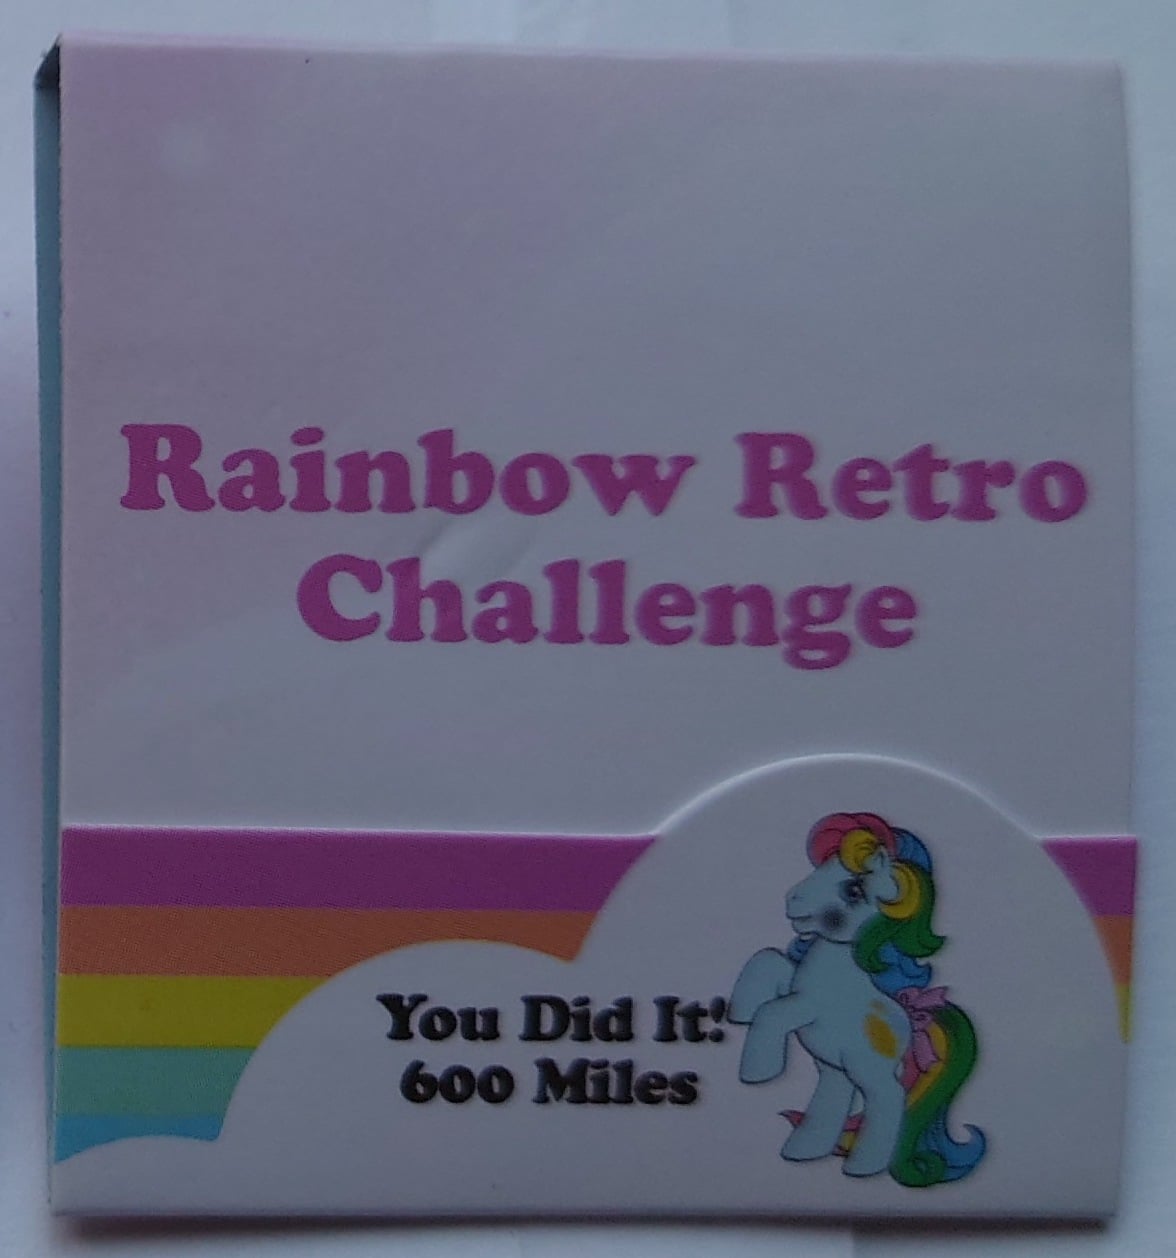 Rainbow Retro
Challenge
You Did It!
600 Miles